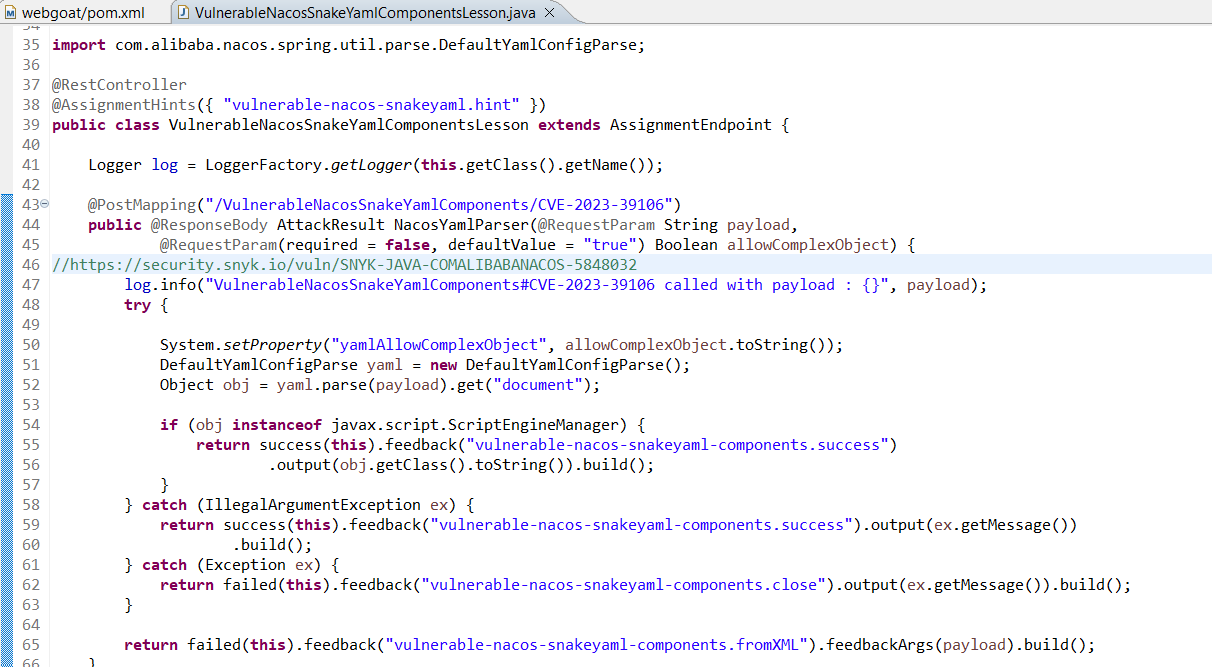 webgoat/pom.xml VulnerableNacosSnakeYamlComponentsLesson.java
34
35 import com.alibaba.nacos.spring.util.parse.DefaultYamlConfigParse;
36
37 @RestController
38 @AssignmentHints({ "vulnerable-nacos-snakeyaml.hint" })
39 public class VulnerableNacosSnakeYamlComponentsLesson extends AssignmentEndpoint {
40
41     Logger log = LoggerFactory.getLogger(this.getClass().getName());
42
43     @PostMapping("/VulnerableNacosSnakeYamlComponents/CVE-2023-39106")
44     public @ResponseBody AttackResult NacosYamlParser(@RequestParam String payload,
45             @RequestParam(required = false, defaultValue = "true") Boolean allowComplexObject) {
46 //https://security.snyk.io/vuln/SNYK-JAVA-COMALIBABANACOS-5848032
47         log.info("VulnerableNacosSnakeYamlComponents#CVE-2023-39106 called with payload : {}", payload);
48         try {
49
50             System.setProperty("yamlAllowComplexObject", allowComplexObject.toString());
51             DefaultYamlConfigParse yaml = new DefaultYamlConfigParse();
52             Object obj = yaml.parse(payload).get("document");
53
54             if (obj instanceof javax.script.ScriptEngineManager) {
55                 return success(this).feedback("vulnerable-nacos-snakeyaml-components.success")
56                         .output(obj.getClass().toString()).build();
57             }
58         } catch (IllegalArgumentException ex) {
59             return success(this).feedback("vulnerable-nacos-snakeyaml-components.success").output(ex.getMessage())
60                     .build();
61         } catch (Exception ex) {
62             return failed(this).feedback("vulnerable-nacos-snakeyaml-components.close").output(ex.getMessage()).build();
63         }
64
65         return failed(this).feedback("vulnerable-nacos-snakeyaml-components.fromXML").feedbackArgs(payload).build();
66     }